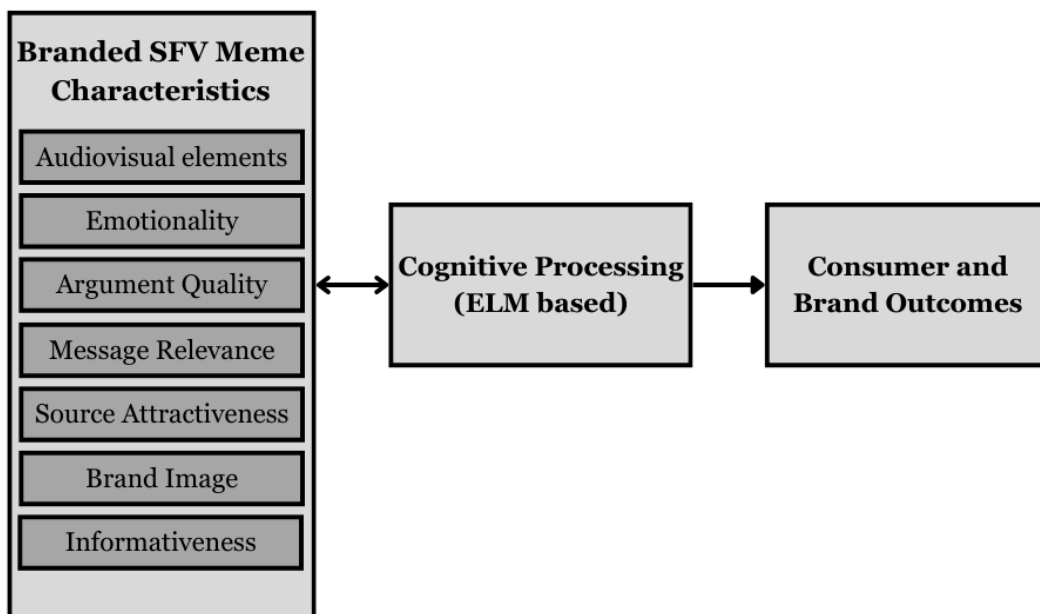 Branded SFV Meme
Characteristics
Audiovisual elements
Emotionality
Argument Quality
Message Relevance
Source Attractiveness
Brand Image
Informativeness
Cognitive Processing
(ELM based)
Consumer and
Brand Outcomes